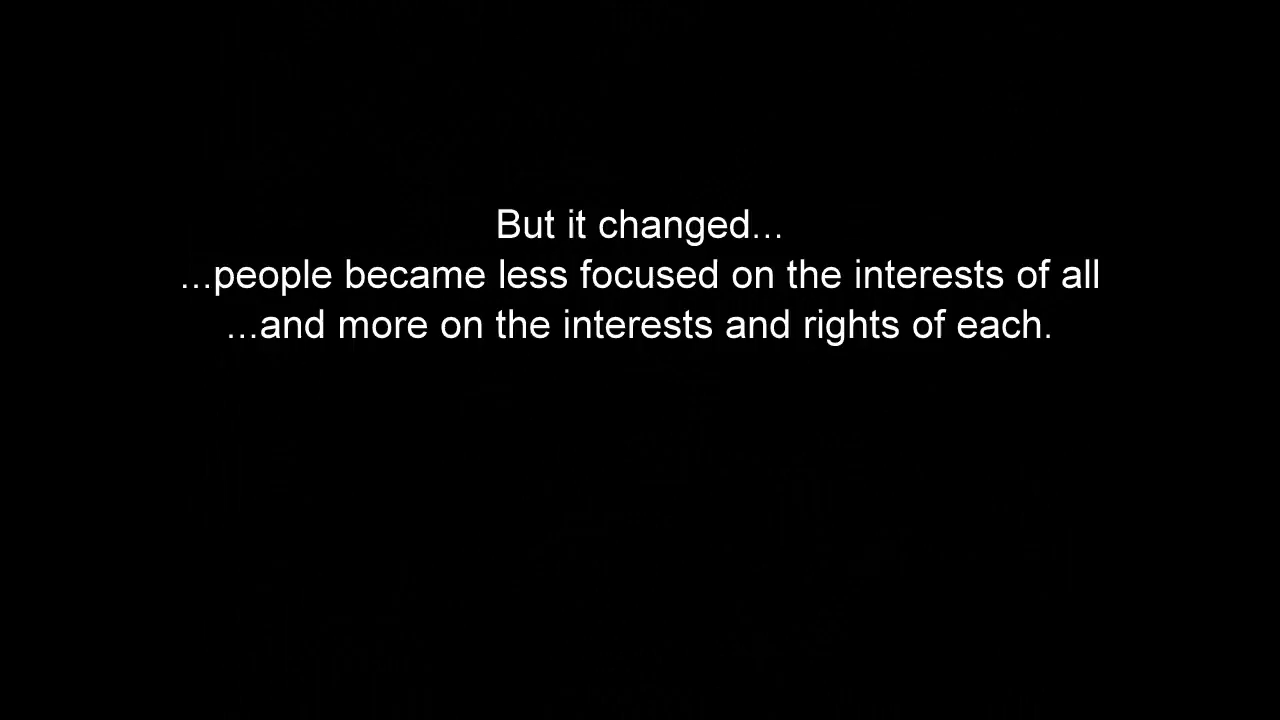 But it changed...
...people became less focused on the interests of all
...and more on the interests and rights of each.